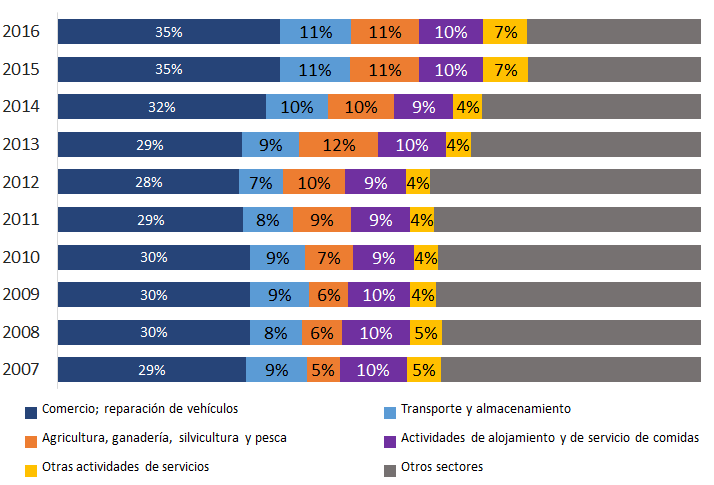 2016 35% 11% 11% 10% 7%
2015 35% 11% 11% 10% 7%
2014 32% 10% 10% 9% 4%
2013 29% 9% 12% 10% 4%
2012 28% 7% 10% 9% 4%
2011 29% 8% 9% 9% 4%
2010 30% 9% 7% 9% 4%
2009 30% 9% 6% 10% 4%
2008 30% 8% 6% 10% 5%
2007 29% 9% 5% 10% 5%
Comercio; reparación de vehículos
Transporte y almacenamiento
Agricultura, ganadería, silvicultura y pesca
Actividades de alojamiento y de servicio de comidas
Otras actividades de servicios
Otros sectores